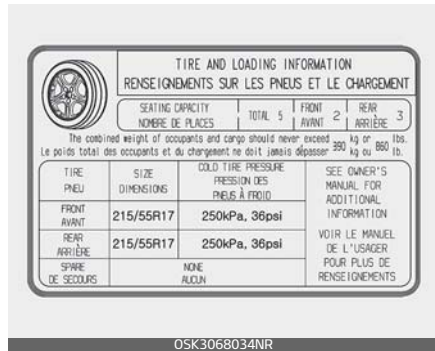 TIRE AND LOADING INFORMATION
RENSEIGNEMENTS SUR LES PNEUS ET LE CHARGEMENT
SEATING CAPACITY
NOMBRE DE PLACES
TOTAL 5
FRONT
AVANT
2
REAR
ARRIÈRE
3
The combined weight of occupants and cargo should never exceed 390 kg or 860 lbs.
Le poids total des occupants et du chargement ne doit jamais dépasser 390 kg ou 860 lb.
TIRE
PNEU
SIZE
DIMENSIONS
COLD TIRE PRESSURE
PRESSION DES
PNEUS À FROID
SEE OWNER'S
MANUAL FOR
ADDITIONAL
INFORMATION
VOIR LE MANUEL
DE L'USAGER
POUR PLUS DE
RENSEIGNEMENTS
FRONT
AVANT
215/55R17
250kPa, 36psi
REAR
ARRIÈRE
215/55R17
250kPa, 36psi
SPARE
DE SECOURS
NONE
AUCUN
OSK3068034NR